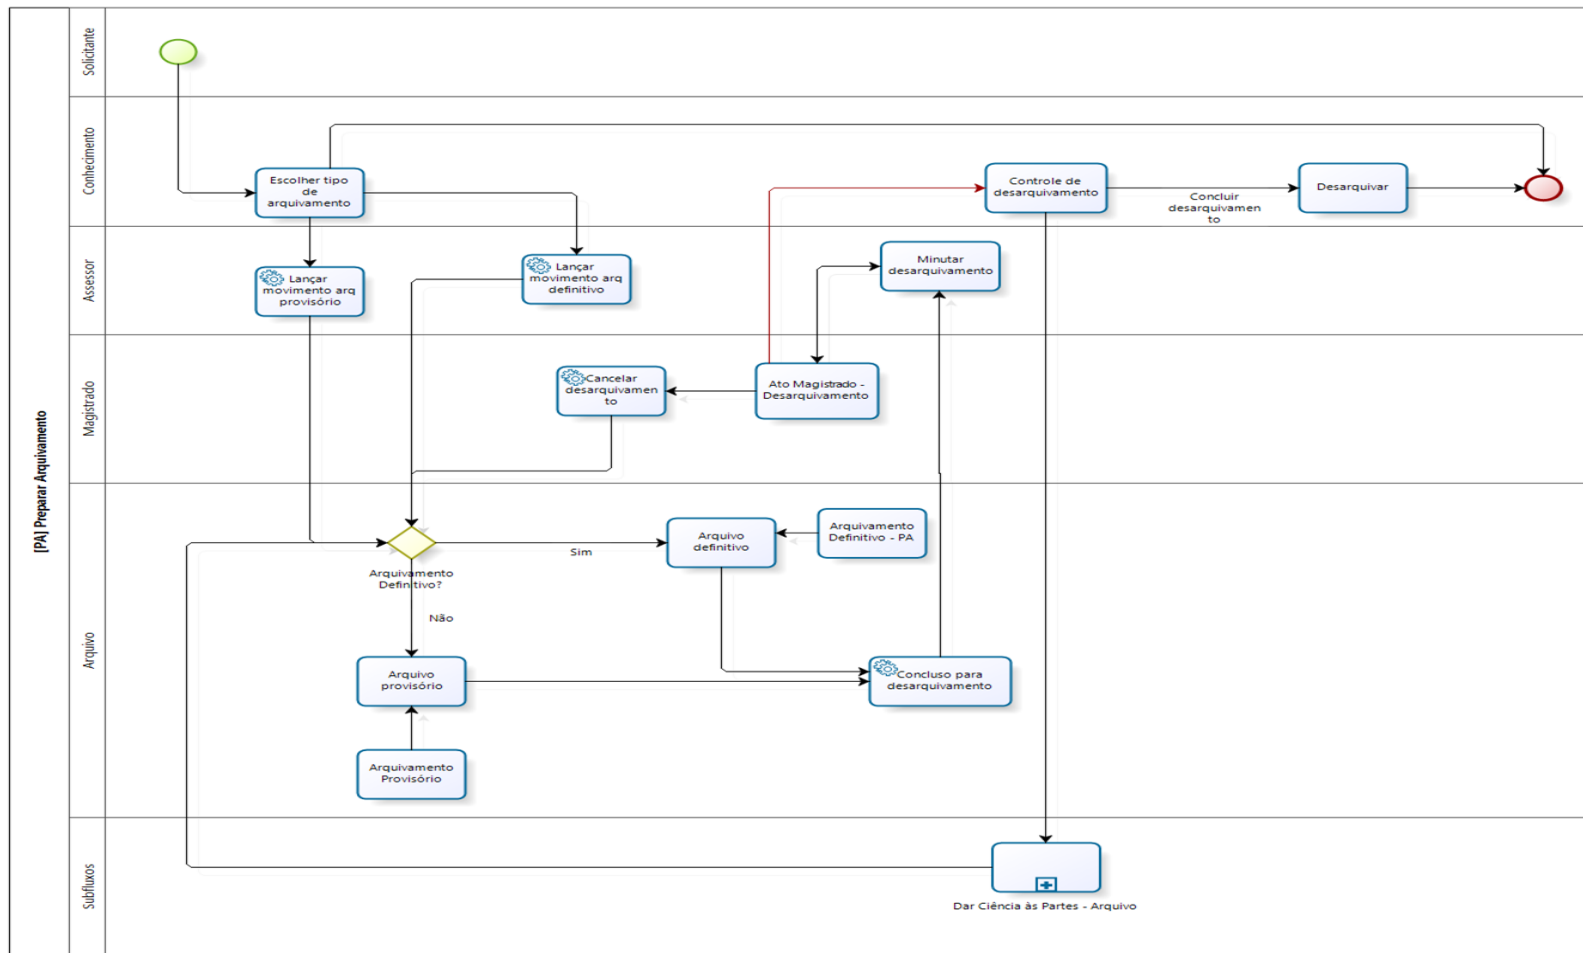 [PA] Preparar Arquivamento
Solicitante
Conhecimento
Escolher tipo
de
arquivamento
Controle de
desarquivamento
Concluir
desarquivamen
to
Desarquivar
Assessor
Lançar
movimento arq
provisório
Lançar
movimento arq
definitivo
Minutar
desarquivamento
Magistrado
Cancelar
desarquivamen
to
Ato Magistrado -
Desarquivamento
Arquivo
Arquivamento
Definitivo?
Sim
Não
Arquivo
definitivo
Arquivamento
Definitivo - PA
Arquivo
provisório
Concluso para
desarquivamento
Arquivamento
Provisório
Subfluxos
Dar Ciência às Partes - Arquivo